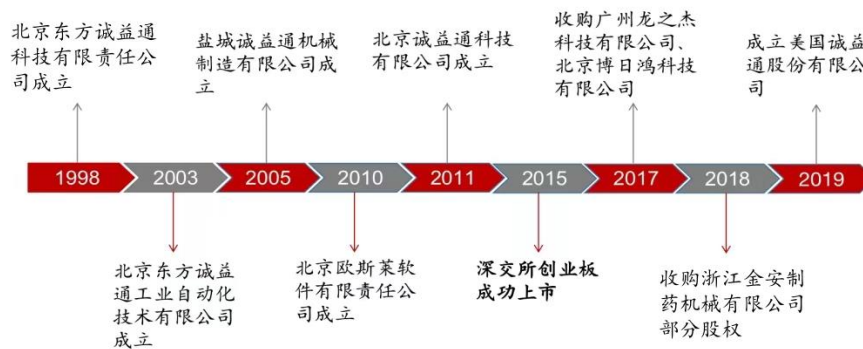 北京东方诚益通
科技有限责任公
司成立
盐城诚益通机械
制造有限公司成
立
北京诚益通科技
有限公司成立
收购广州龙之杰
科技有限公司、
北京博日鸿科技
有限公司
成立美国诚益
通股份有限公
司
1998
2003
2005
2010
2011
2015
2017
2018
2019
北京东方诚益
通工业自动化
技术有限公司
成立
北京欧斯莱软
件有限责任公
司成立
深交所创业板
成功上市
收购浙江金安制
药机械有限公司
部分股权